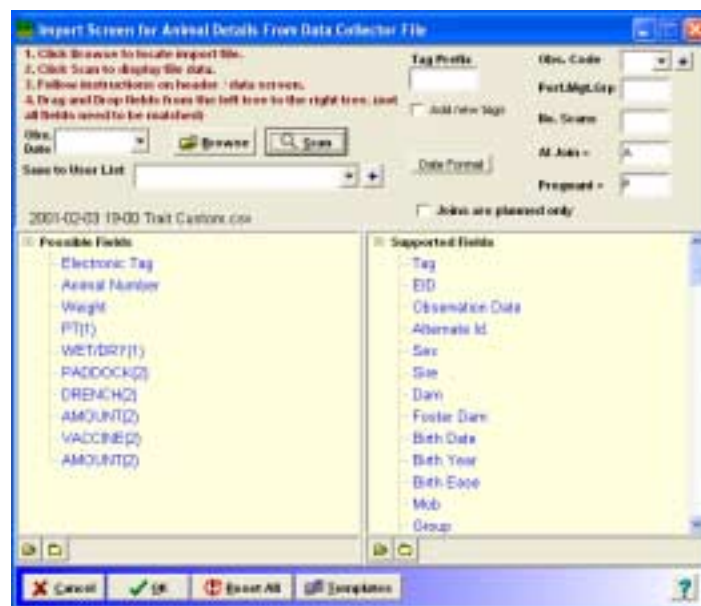 Import Screen for Animal Details From Data Collector File
1. Click Browse to locate import file.
2. Click Scan to display file data.
3. Follow instructions on header / data screen.
4. Drag and Drop fields from the left tree to the right tree. (not
all fields need to be matched)
Tag Prefix
Obs. Code
Add new tags
No. Scans
Obs.
Date
Browse
Scan
Date Format
AI Join =
A
Save to User List
Pregnant =
P
Joins are planned only
2001-02-03 19-00 Trait Custom.csv
Possible Fields
Electronic Tag
Animal Number
Weight
PT(1)
WET/DRY(1)
PADDOCK(2)
DRENCH(2)
AMOUNT(2)
VACCINE(2)
AMOUNT(2)
Supported Fields
Tag
EID
Observation Date
Alternate Id.
Sex
Sire
Dam
Foster Dam
Birth Date
Birth Year
Birth Ease
Mob
Group
Cancel
OK
Reset All
Templates
?